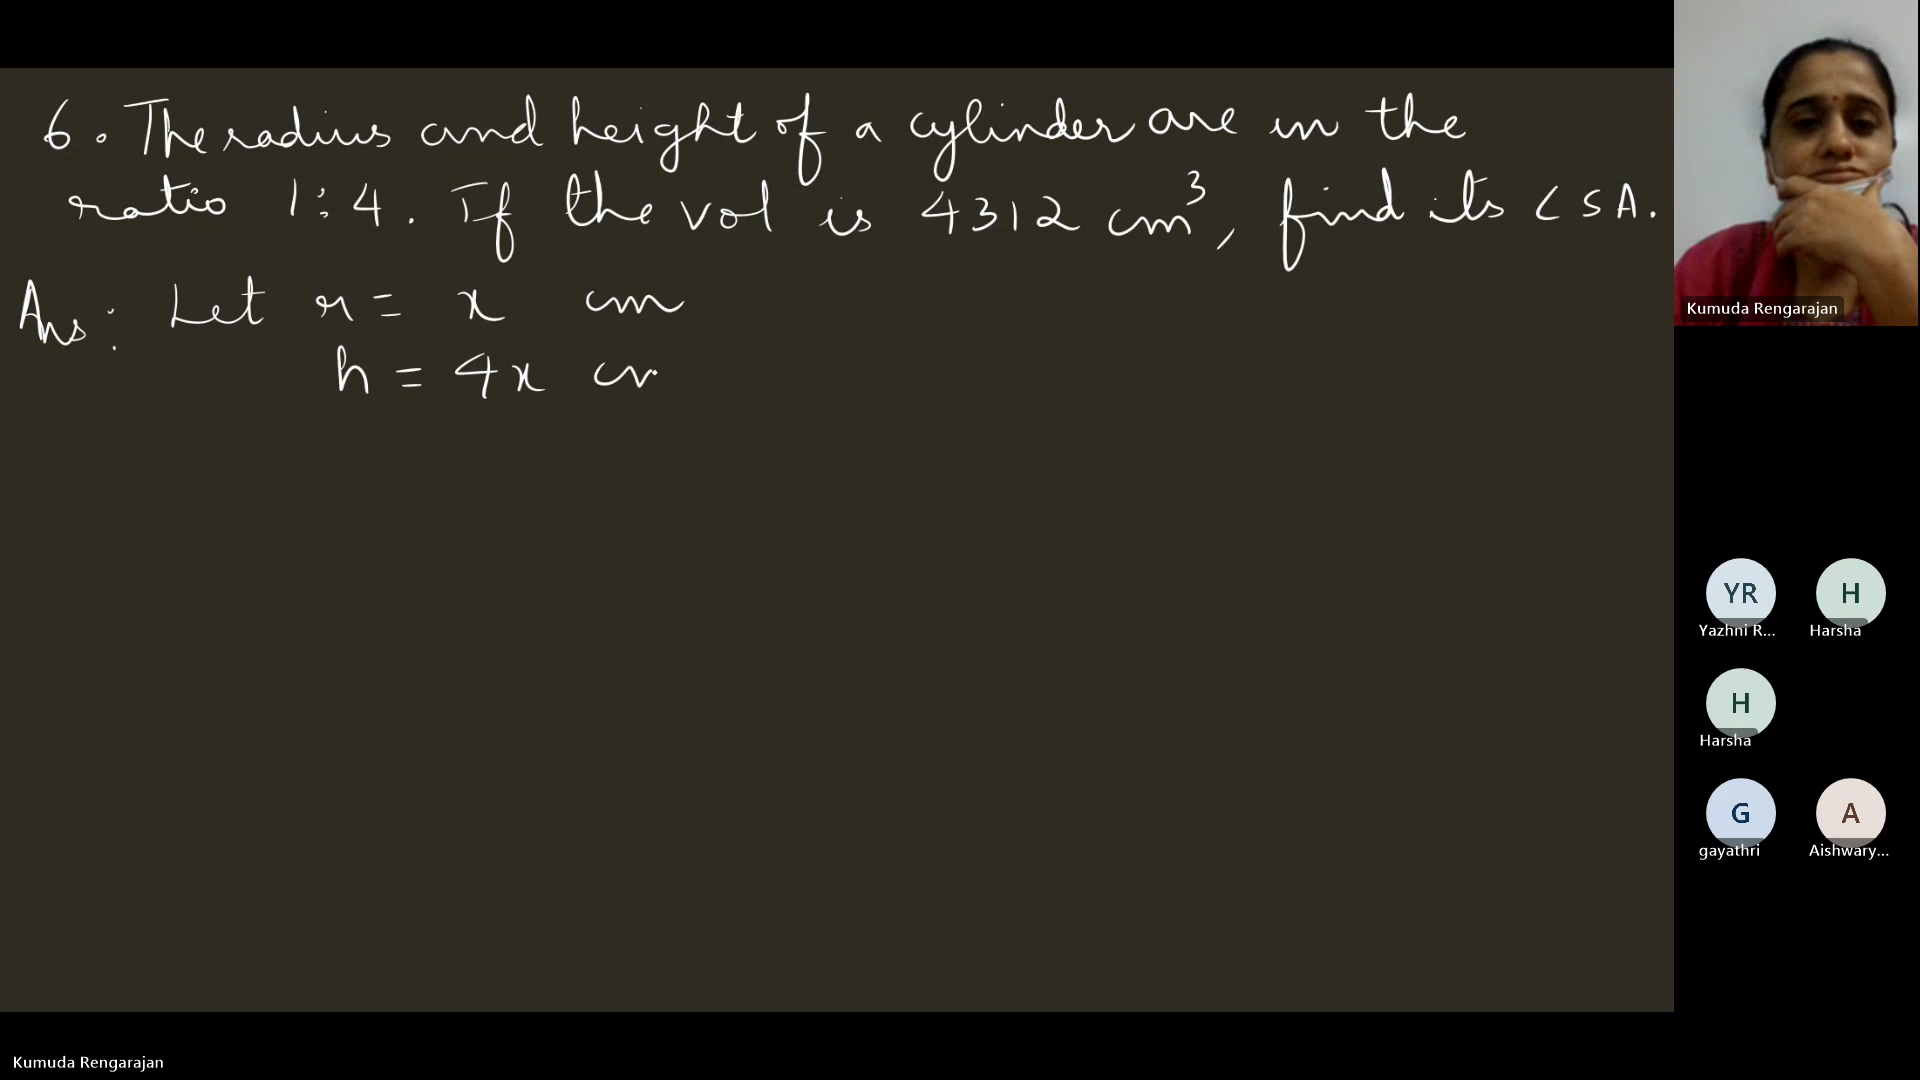 6. The radius and height of a cylinder are in the
ratio 1:4. If the vol is 4312 cm³, find its CSA.
Ans: Let r = x cm
h = 4x cm
Kumuda Rengarajan
YR
Yazhni R...
H
Harsha
H
Harsha
G
gayathri
A
Aishwary...
Kumuda Rengarajan